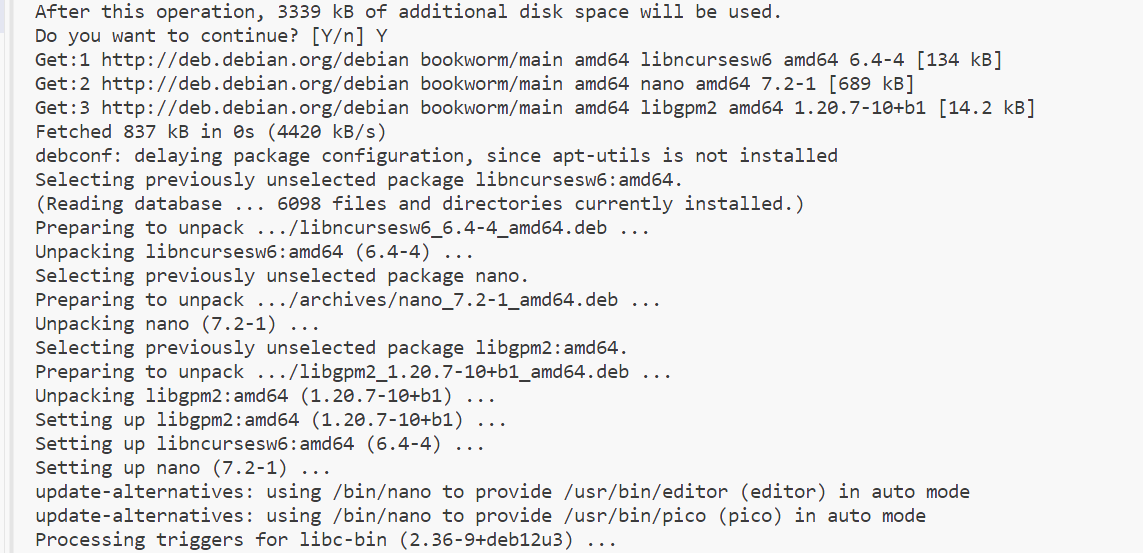 After this operation, 3339 kB of additional disk space will be used.
Do you want to continue? [Y/n] Y
Get:1 http://deb.debian.org/debian bookworm/main amd64 libncursesw6 amd64 6.4-4 [134 kB]
Get:2 http://deb.debian.org/debian bookworm/main amd64 nano amd64 7.2-1 [689 kB]
Get:3 http://deb.debian.org/debian bookworm/main amd64 libgpm2 amd64 1.20.7-10+b1 [14.2 kB]
Fetched 837 kB in 0s (4420 kB/s)
debconf: delaying package configuration, since apt-utils is not installed
Selecting previously unselected package libncursesw6:amd64.
(Reading database ... 6098 files and directories currently installed.)
Preparing to unpack .../libncursesw6_6.4-4_amd64.deb ...
Unpacking libncursesw6:amd64 (6.4-4) ...
Selecting previously unselected package nano.
Preparing to unpack .../archives/nano_7.2-1_amd64.deb ...
Unpacking nano (7.2-1) ...
Selecting previously unselected package libgpm2:amd64.
Preparing to unpack .../libgpm2_1.20.7-10+b1_amd64.deb ...
Unpacking libgpm2:amd64 (1.20.7-10+b1) ...
Setting up libgpm2:amd64 (1.20.7-10+b1) ...
Setting up libncursesw6:amd64 (6.4-4) ...
Setting up nano (7.2-1) ...
update-alternatives: using /bin/nano to provide /usr/bin/editor (editor) in auto mode
update-alternatives: using /bin/nano to provide /usr/bin/pico (pico) in auto mode
Processing triggers for libc-bin (2.36-9+deb12u3) ...